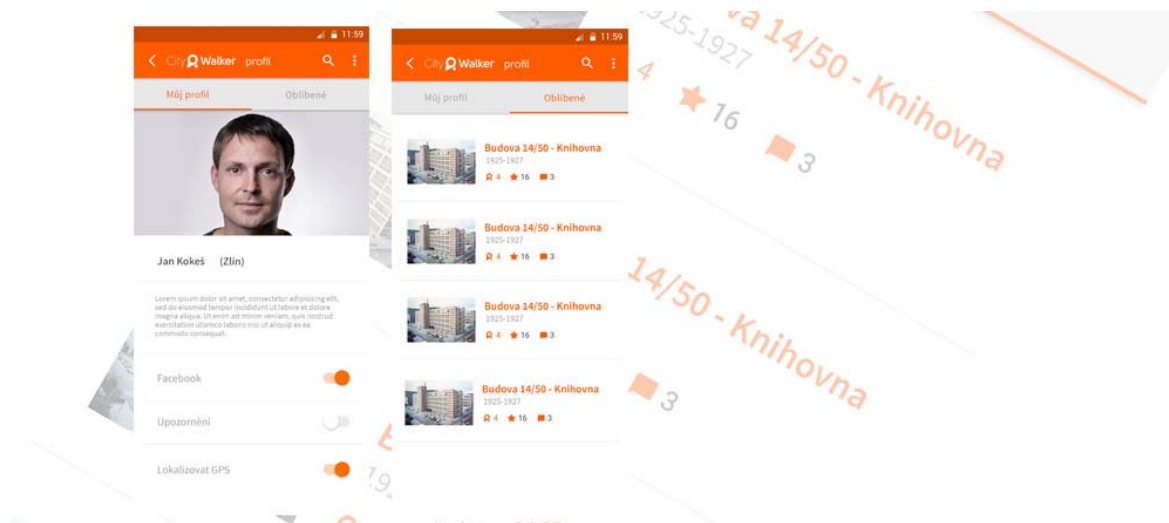 11:59
City Walker profil
Můj profil Oblíbené
Jan Kokeš (Zlín)
Lorem ipsum dolor sit amet, consectetur adipisicing elit,
sed do eiusmod tempor incididunt ut labore et dolore
magna aliqua. Ut enim ad minim veniam, quis nostrud
exercitation ullamco laboris nisi ut aliquip ex ea
commodo consequat.
Facebook
Upozornění
Lokalizovat GPS
11:59
City Walker profil
Můj profil Oblíbené
Budova 14/50 - Knihovna
1925-1927
4 16 3
Budova 14/50 - Knihovna
1925-1927
4 16 3
Budova 14/50 - Knihovna
1925-1927
4 16 3
Budova 14/50 - Knihovna
1925-1927
4 16 3
14/50 - Knihovna
1925-1927
4 16 3
14/50 - Knihovna
3